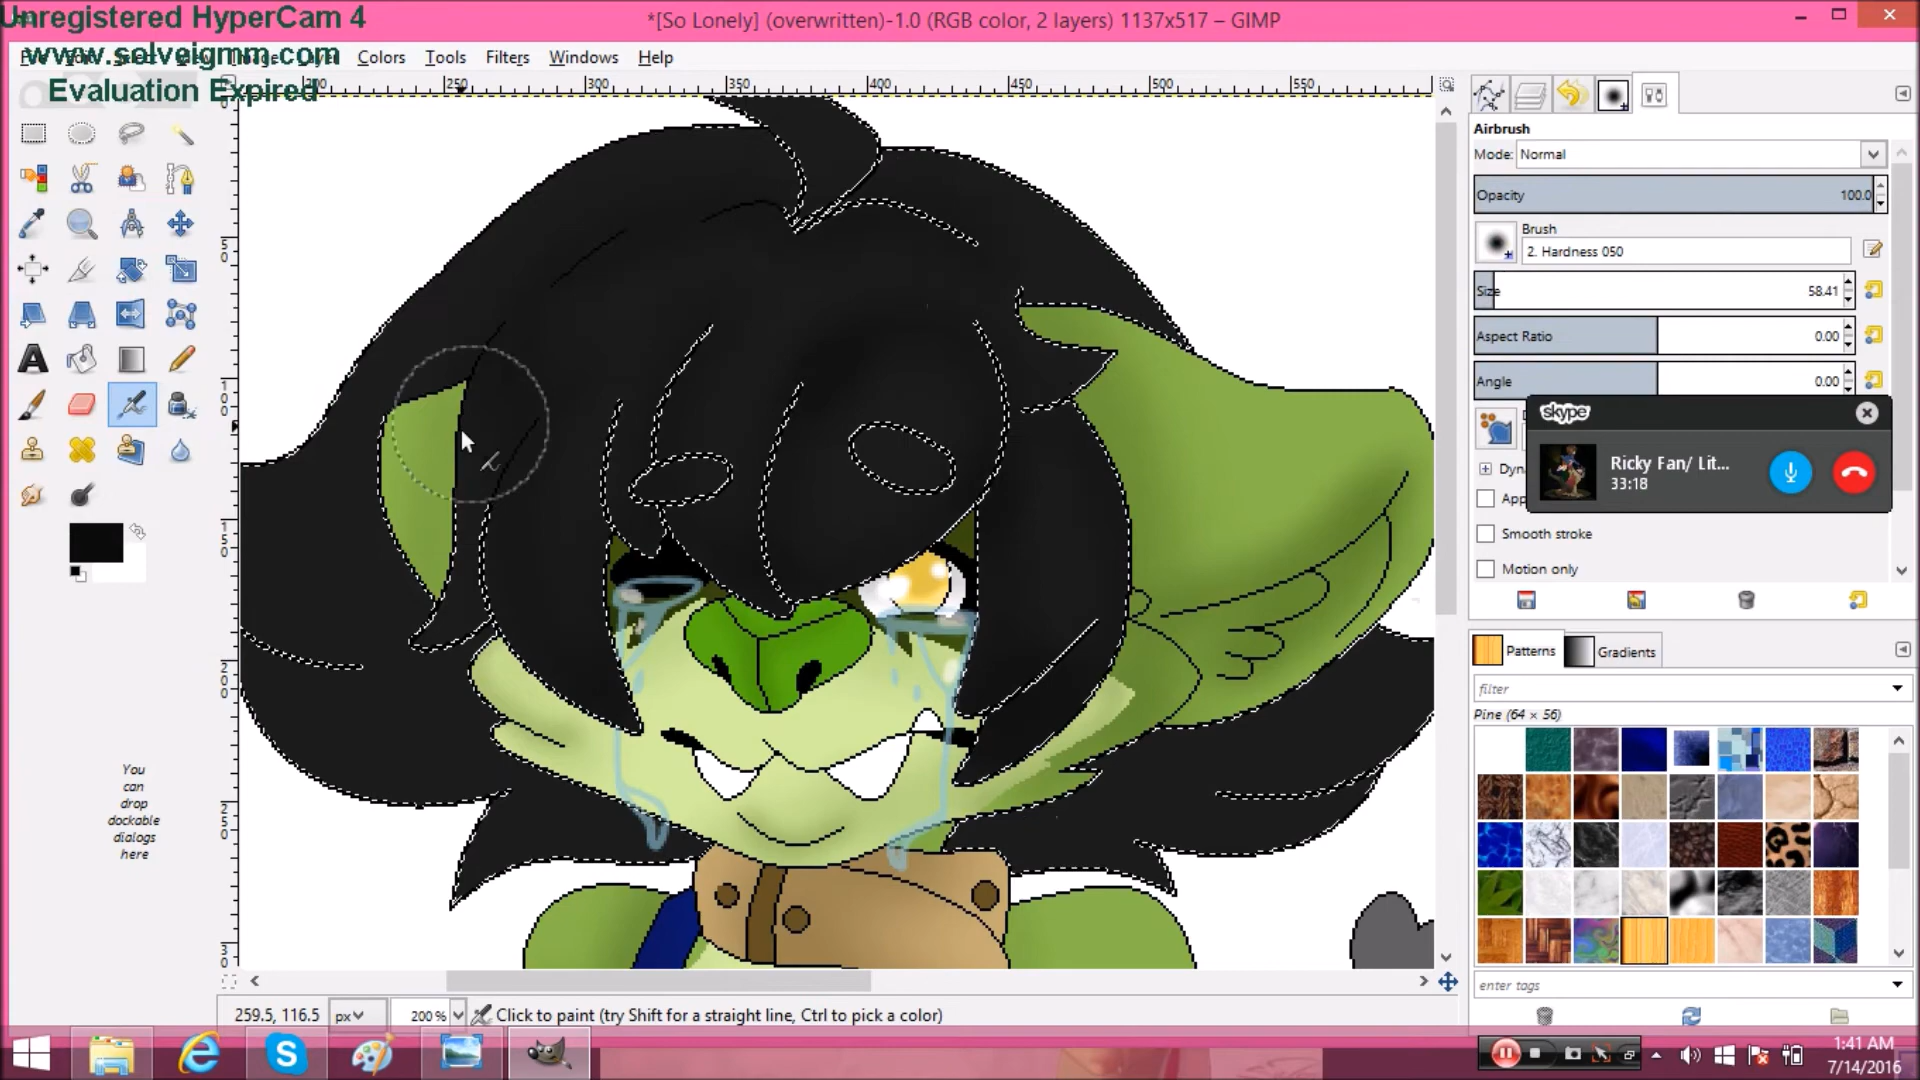 Unregistered HyperCam 4
*[So Lonely] (overwritten)-1.0 (RGB color, 2 layers) 1137x517 – GIMP
www.solveigmm.com
Colors Tools Filters Windows Help
Evaluation Expired
250 300 350 400 450 500 550
Airbrush
Mode: Normal
Opacity 100.0
Brush
2. Hardness 050
Size 58.41
Aspect Ratio 0.00
Angle 0.00
skype
Ricky Fan/ Lit...
33:18
Smooth stroke
Motion only
Patterns Gradients
filter
Pine (64 × 56)
You
can
drop
dockable
dialogs
here
enter tags
259.5, 116.5 px 200 % Click to paint (try Shift for a straight line, Ctrl to pick a color)
1:41 AM
7/14/2016